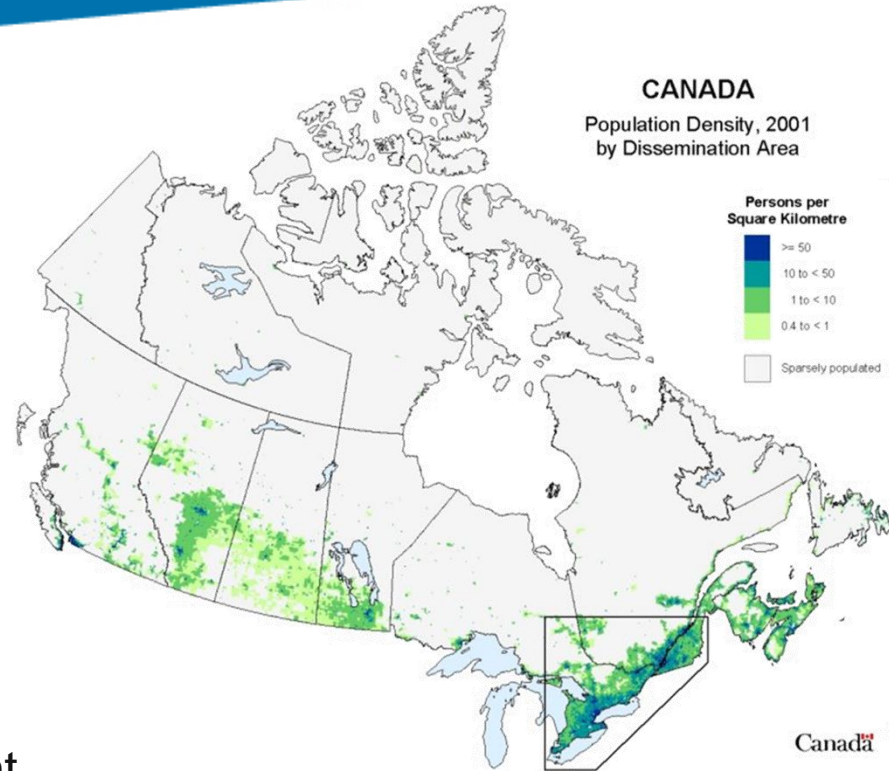 CANADA
Population Density, 2001
by Dissemination Area
Persons per
Square Kilometre
>= 50
10 to < 50
1 to < 10
0.4 to < 1
Sparsely populated
Canada